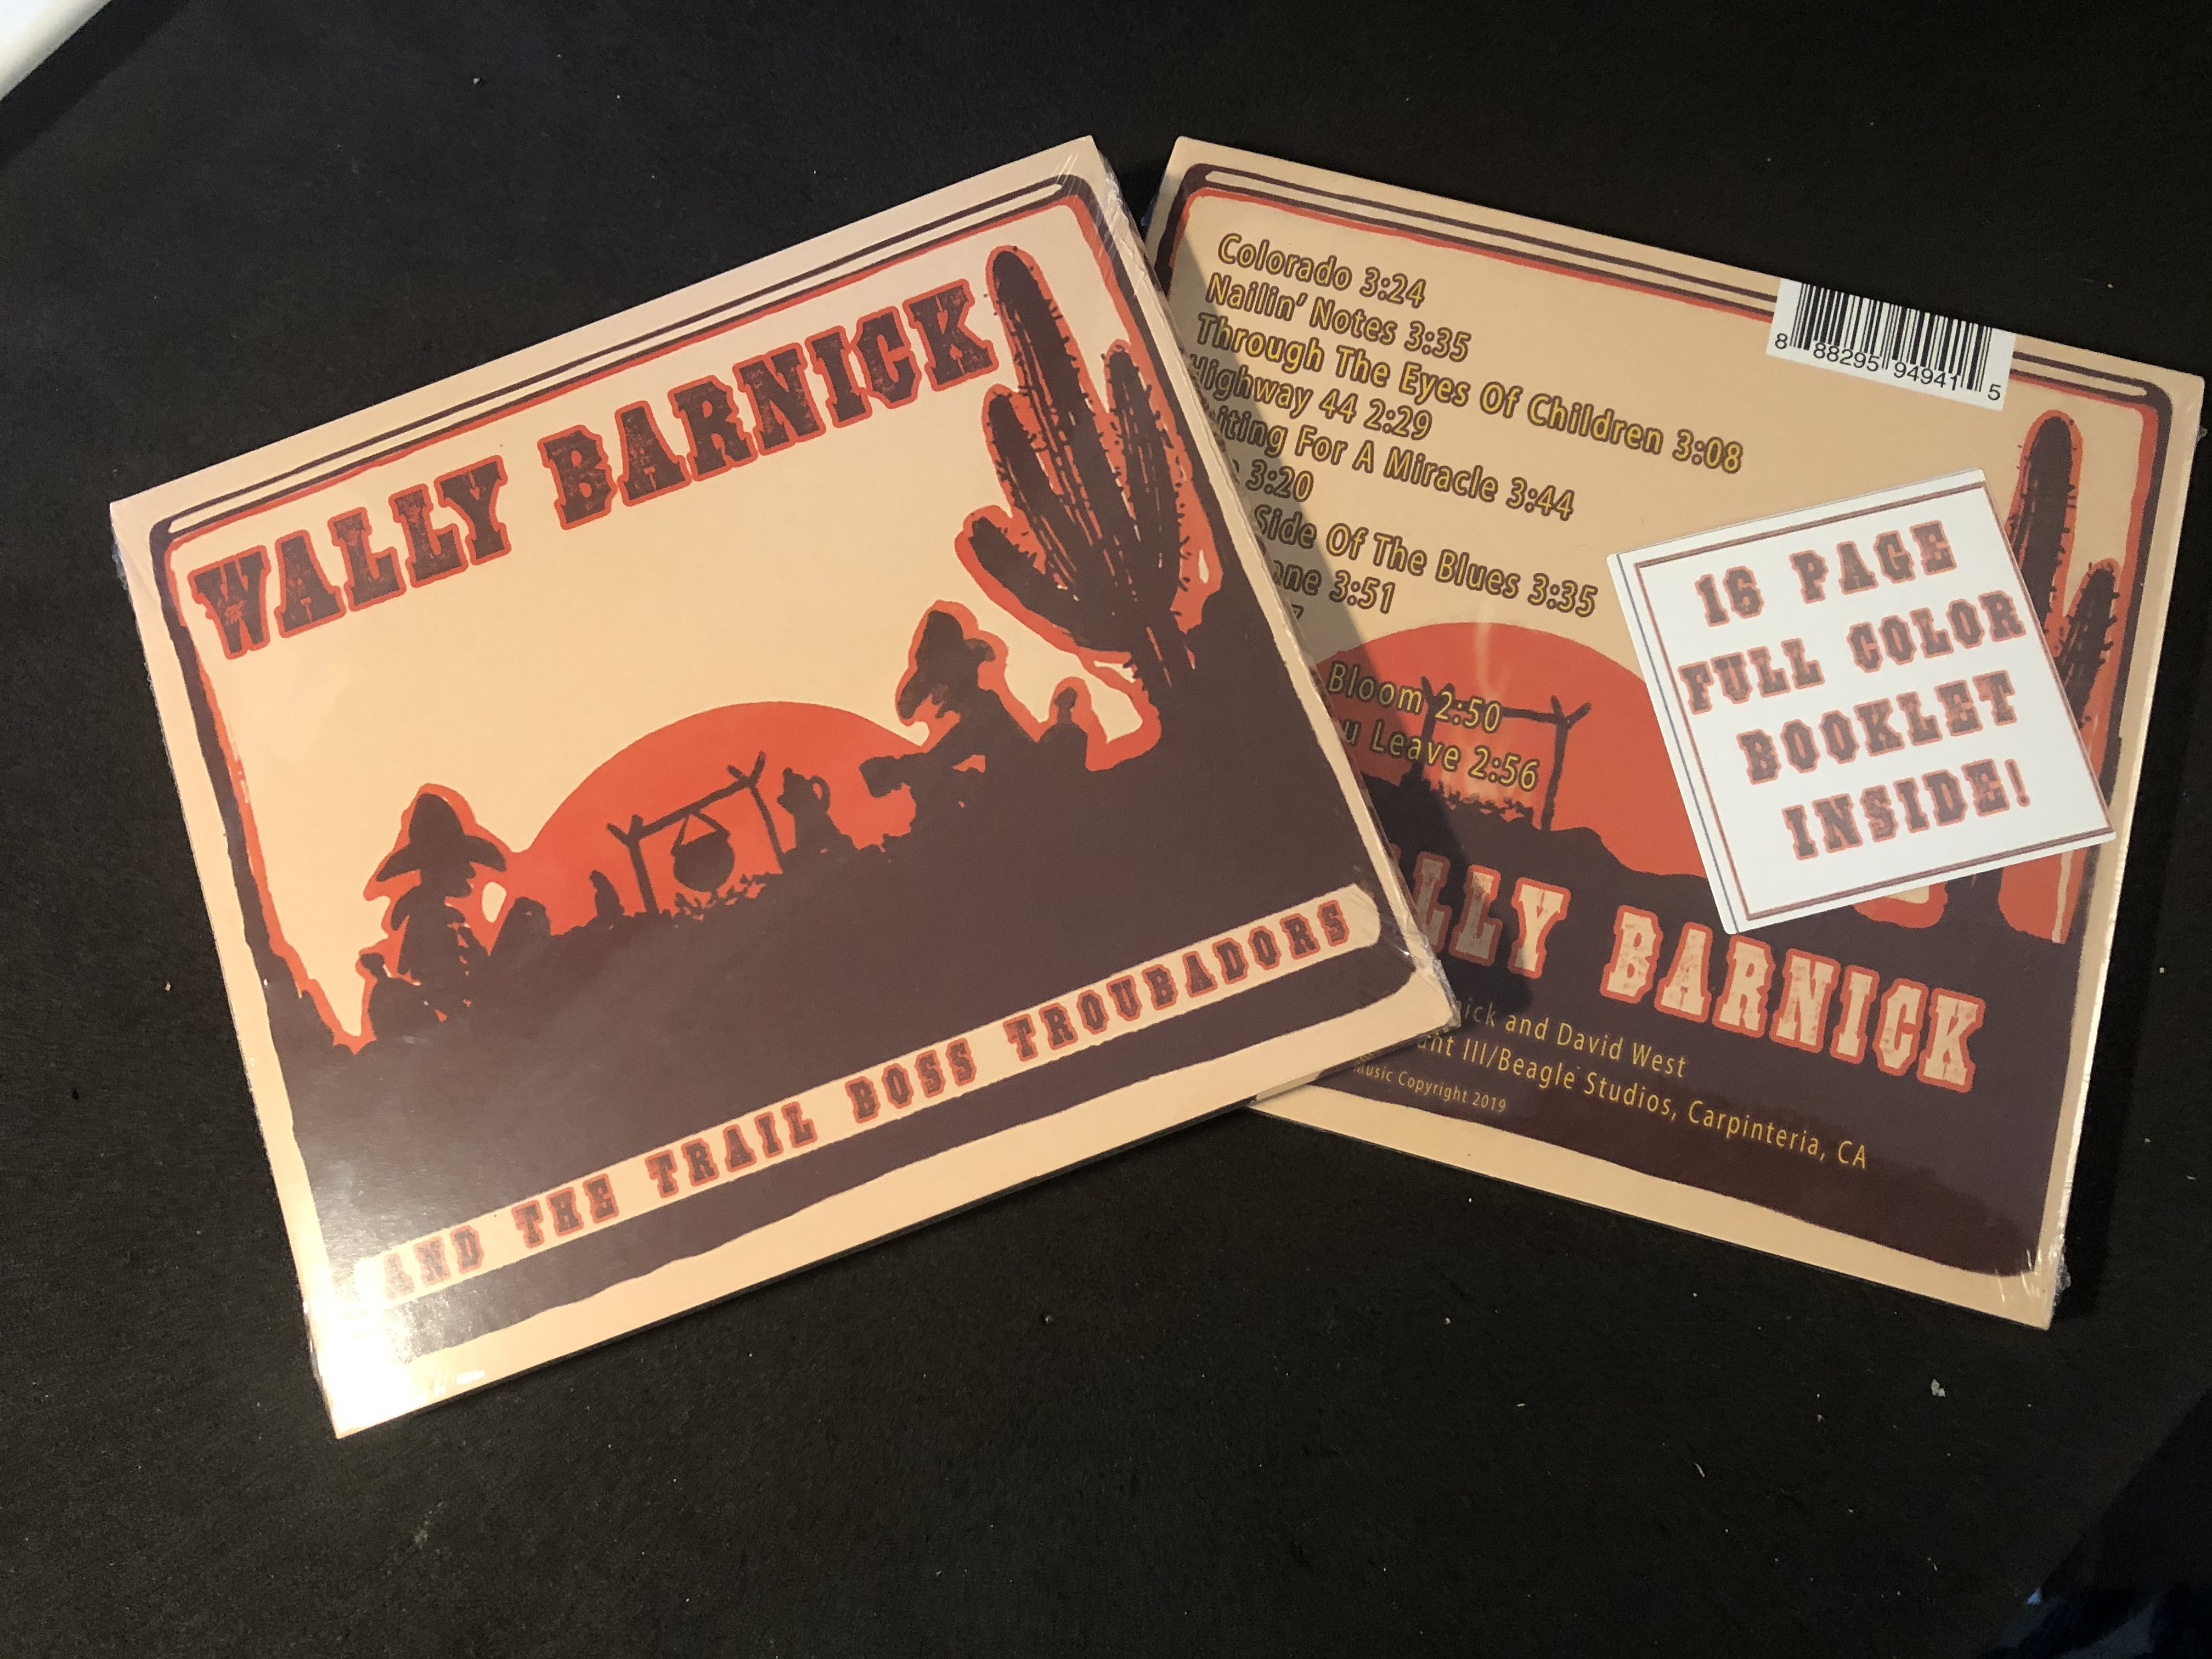 WALLY BARNICK
AND THE TRAIL BOSS TROUBADORS
Colorado 3:24
Nailin' Notes 3:35
Through The Eyes Of Children 3:08
Highway 44 2:29
For A Miracle 3:44
3:20
Side Of The Blues 3:35
3:51
Bloom 2:50
Leave 2:56
8 88295 94941 5
16 PAGE
FULL COLOR
BOOKLET
INSIDE!
BARNICK
and David West
III/Beagle Studios, Carpinteria, CA
Music Copyright 2019